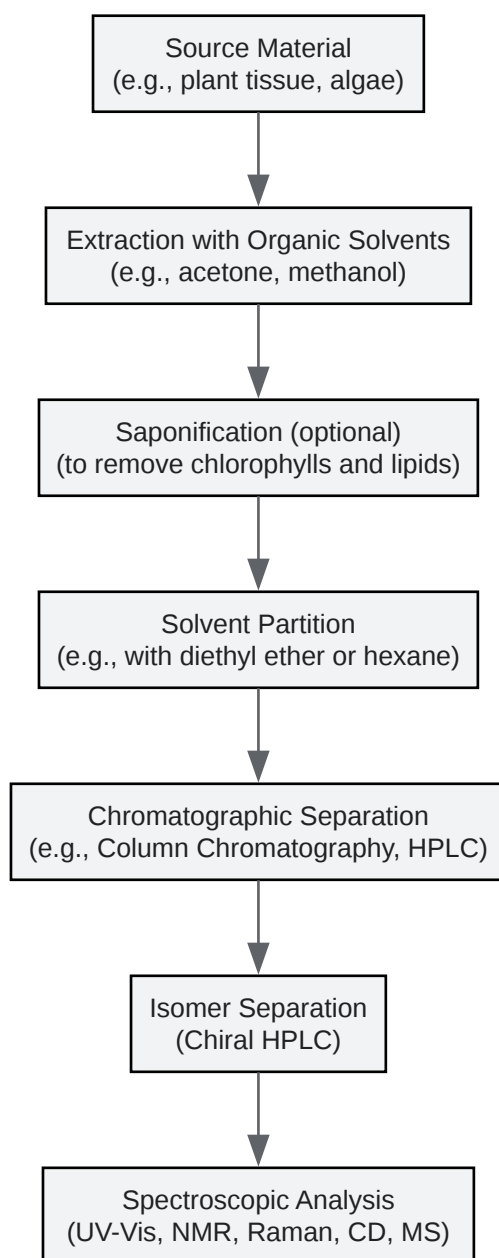 Source Material
(e.g., plant tissue, algae)
Extraction with Organic Solvents
(e.g., acetone, methanol)
Saponification (optional)
(to remove chlorophylls and lipids)
Solvent Partition
(e.g., with diethyl ether or hexane)
Chromatographic Separation
(e.g., Column Chromatography, HPLC)
Isomer Separation
(Chiral HPLC)
Spectroscopic Analysis
(UV-Vis, NMR, Raman, CD, MS)